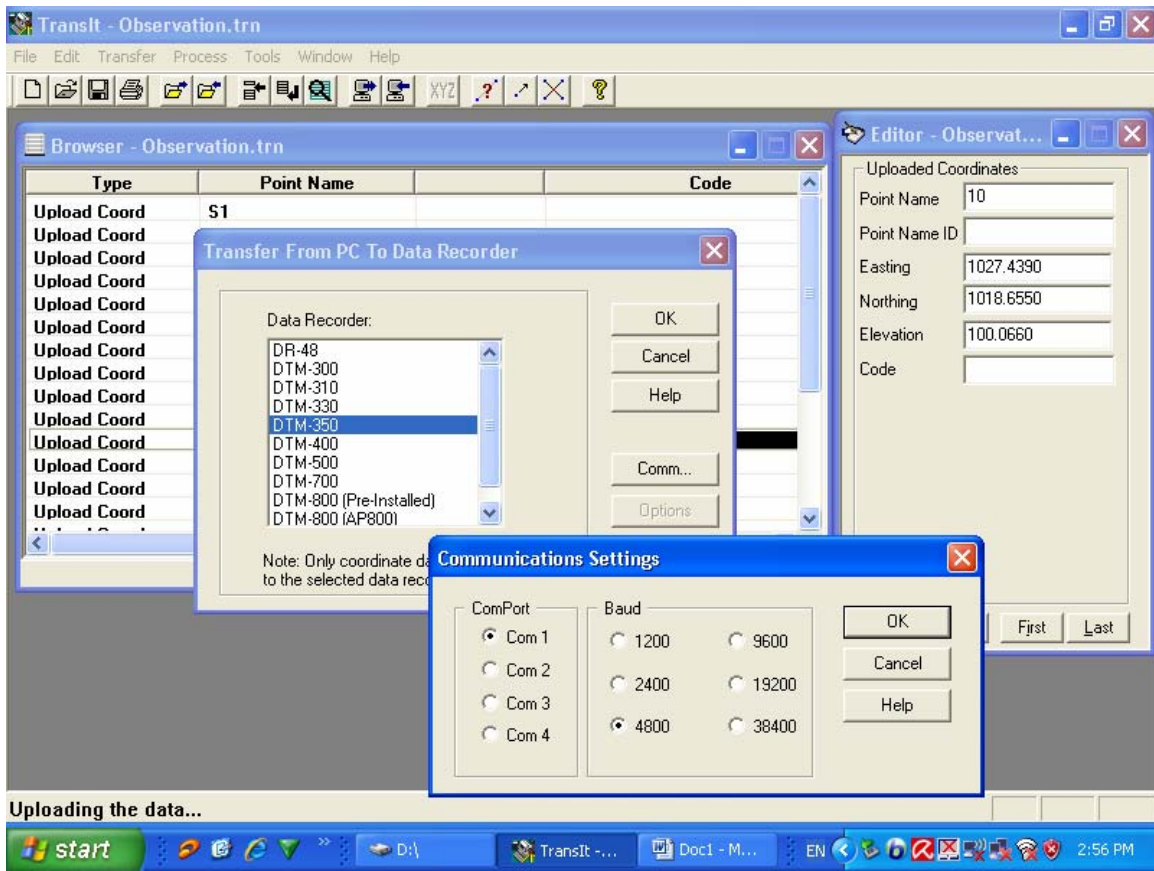 TransIt - Observation.trn
File Edit Transfer Process Tools Window Help
XYZ
Browser - Observation.trn
Type Point Name Code
Upload Coord S1
Upload Coord
Upload Coord
Upload Coord
Upload Coord
Upload Coord
Upload Coord
Upload Coord
Upload Coord
Upload Coord
Upload Coord
Upload Coord
Upload Coord
Upload Coord
Editor - Observat...
Uploaded Coordinates
Point Name 10
Point Name ID
Easting 1027.4390
Northing 1018.6550
Elevation 100.0660
Code
First Last
Transfer From PC To Data Recorder
Data Recorder:
DR-48
DTM-300
DTM-310
DTM-330
DTM-350
DTM-400
DTM-500
DTM-700
DTM-800 (Pre-Installed)
DTM-800 (AP800)
OK
Cancel
Help
Comm...
Options
Note: Only coordinate
to the selected data
Communications Settings
ComPort
Com 1
Com 2
Com 3
Com 4
Baud
1200 9600
2400 19200
4800 38400
OK
Cancel
Help
Uploading the data...
start D:\ TransIt -... Doc1 - M... EN 2:56 PM